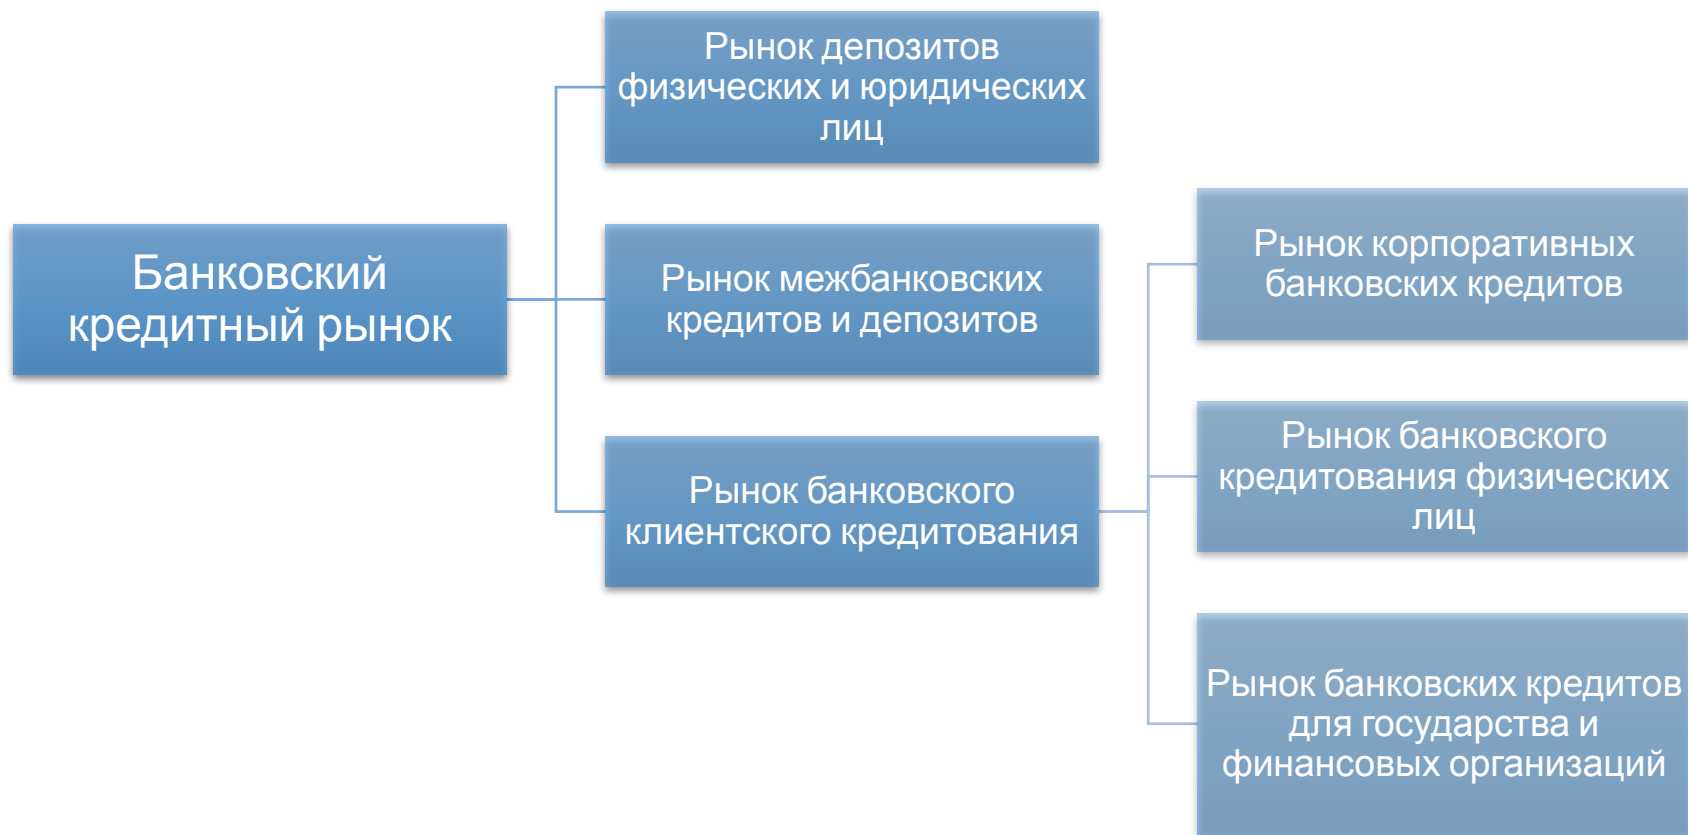 Банковский
кредитный рынок
Рынок депозитов
физических и юридических
лиц
Рынок межбанковских
кредитов и депозитов
Рынок банковского
клиентского кредитования
Рынок корпоративных
банковских кредитов
Рынок банковского
кредитования физических
лиц
Рынок банковских кредитов
для государства и
финансовых организаций